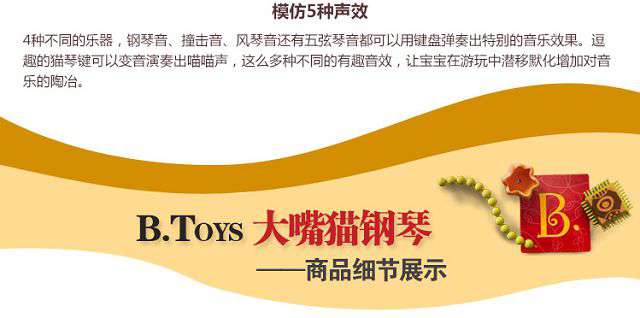 模仿5种声效
4种不同的乐器，钢琴音、撞击音、风琴音还有五弦琴音都可以用键盘弹奏出特别的音乐效果。逗
趣的猫琴键可以变音演奏出喵喵声，这么多种不同的有趣音效，让宝宝在游玩中潜移默化增加对音
乐的陶冶。
B.TOYS 大嘴猫钢琴
——商品细节展示
B.